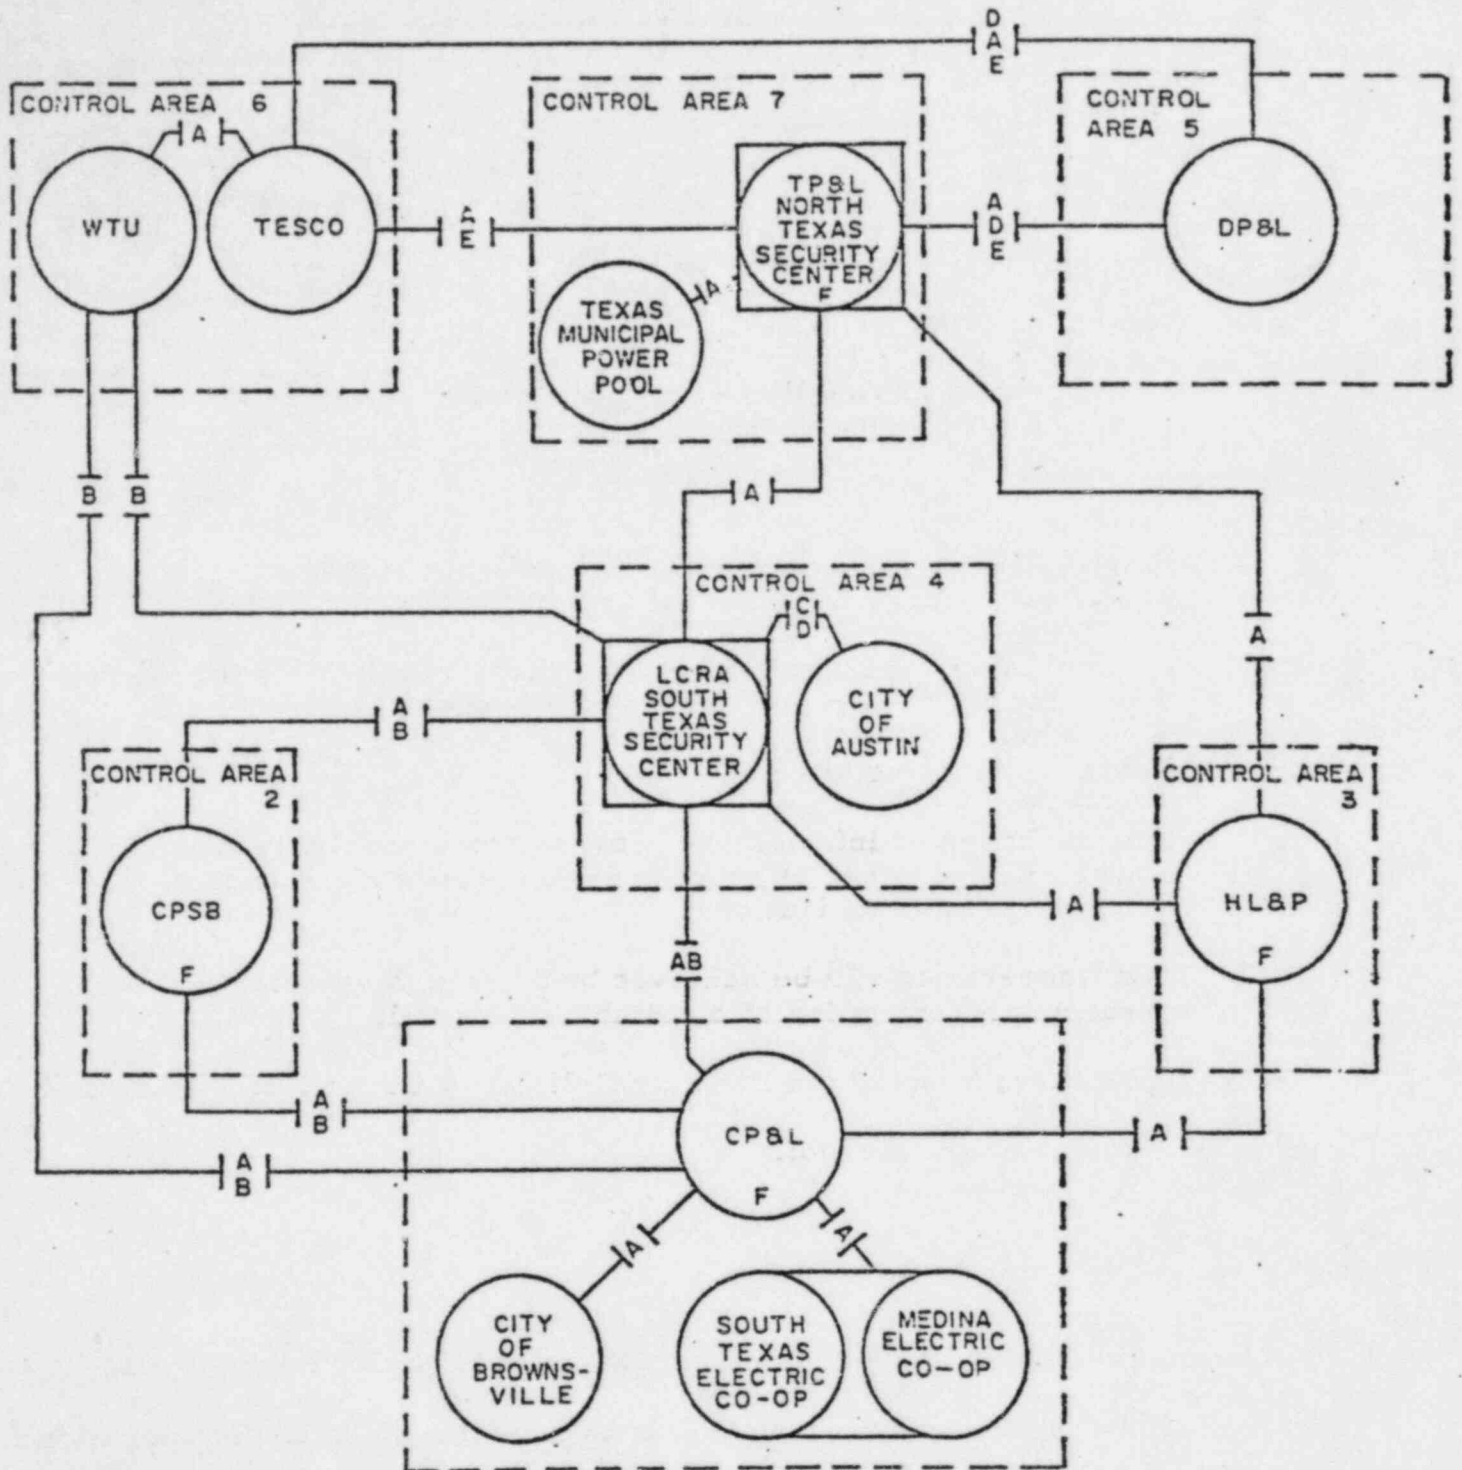 D
A
E
CONTROL AREA 6
A
WTU
TESCO
A
E
CONTROL AREA 7
TP&L
NORTH
TEXAS
SECURITY
CENTER
F
A
TEXAS
MUNICIPAL
POWER
POOL
A
D
E
CONTROL
AREA 5
DP&L
B
B
A
A
CONTROL AREA 4
C
D
LCRA
SOUTH
TEXAS
SECURITY
CENTER
CITY
OF
AUSTIN
A
B
CONTROL AREA
2
CPSB
F
CONTROL AREA
3
HL&P
F
A
AB
A
B
A
B
CP&L
F
A
A
A
CITY
OF
BROWNS-
VILLE
SOUTH
TEXAS
ELECTRIC
CO-OP
MEDINA
ELECTRIC
CO-OP